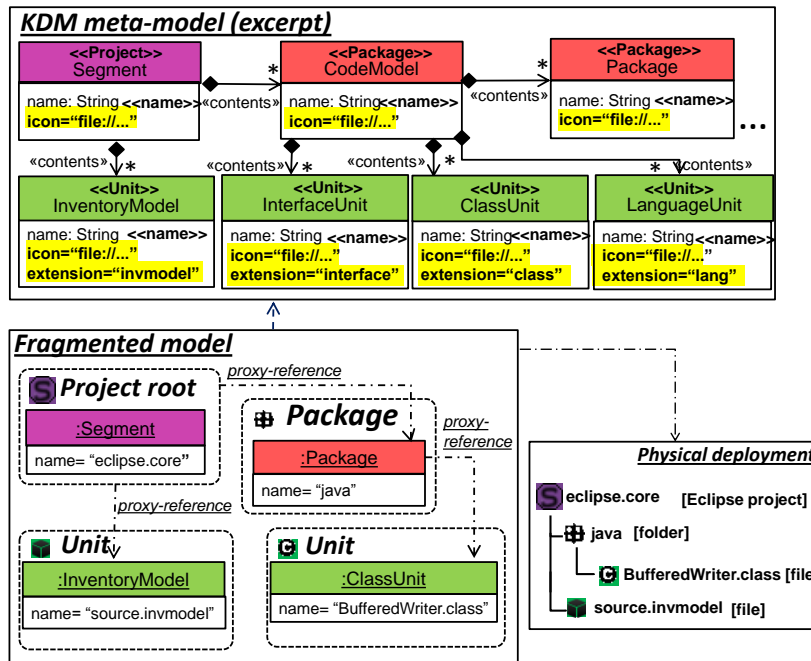 KDM meta-model (excerpt)
<<Project>>
Segment
name: String <<name>>
icon="file://..."
*
«contents»
<<Package>>
CodeModel
name: String <<name>>
icon="file://..."
*
«contents»
<<Package>>
Package
name: String <<name>>
icon="file://..."
...
«contents» *
«contents» *
«contents» *
* «contents»
<<Unit>>
InventoryModel
name: String <<name>>
icon="file://..."
extension="invmodel"
<<Unit>>
InterfaceUnit
name: String <<name>>
icon="file://..."
extension="interface"
<<Unit>>
ClassUnit
name: String <<name>>
icon="file://..."
extension="class"
<<Unit>>
LanguageUnit
name: String <<name>>
icon="file://..."
extension="lang"
Fragmented model
S Project root
:Segment
name= “eclipse.core”
proxy-reference
Package
:Package
name= “java”
proxy-
reference
proxy-reference
Unit
:InventoryModel
name= “source.invmodel”
C Unit
:ClassUnit
name= “BufferedWriter.class”
Physical deployment
S eclipse.core [Eclipse project]
java [folder]
C BufferedWriter.class [file
source.invmodel [file]